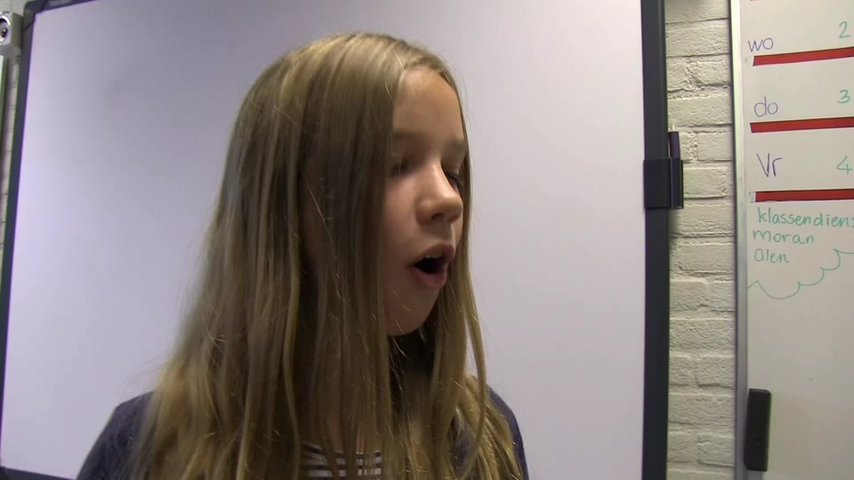 wo 2
do 3
Vr 4
klassendiens
moran
alen